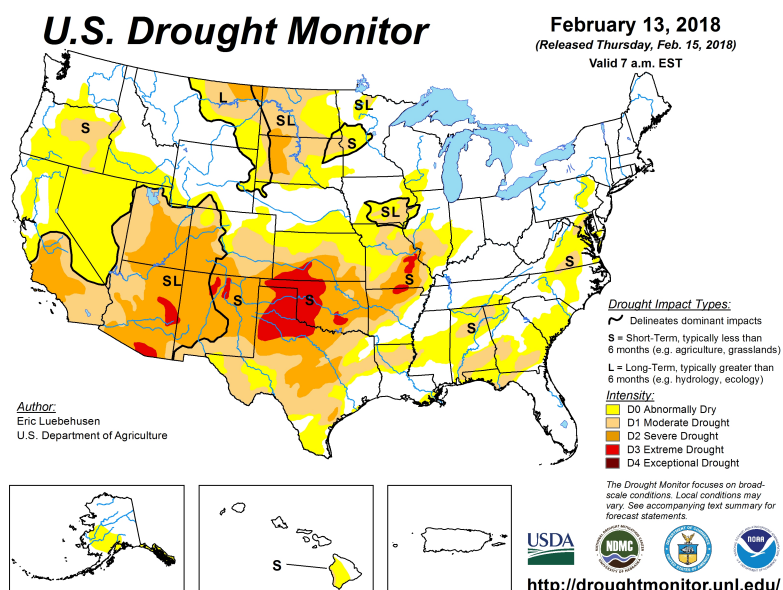 U.S. Drought Monitor
February 13, 2018
(Released Thursday, Feb. 15, 2018)
Valid 7 a.m. EST
L
SL
SL
S
S
SL
SL
S
S
S
S
S
Drought Impact Types:
Delineates dominant impacts
S = Short-Term, typically less than
6 months (e.g. agriculture, grasslands)
L = Long-Term, typically greater than
6 months (e.g. hydrology, ecology)
Intensity:
D0 Abnormally Dry
D1 Moderate Drought
D2 Severe Drought
D3 Extreme Drought
D4 Exceptional Drought
Author:
Eric Luebehusen
U.S. Department of Agriculture
The Drought Monitor focuses on broad-
scale conditions. Local conditions may
vary. See accompanying text summary for
forecast statements.
S
USDA
NDMC
NOAA
http://droughtmonitor.unl.edu/